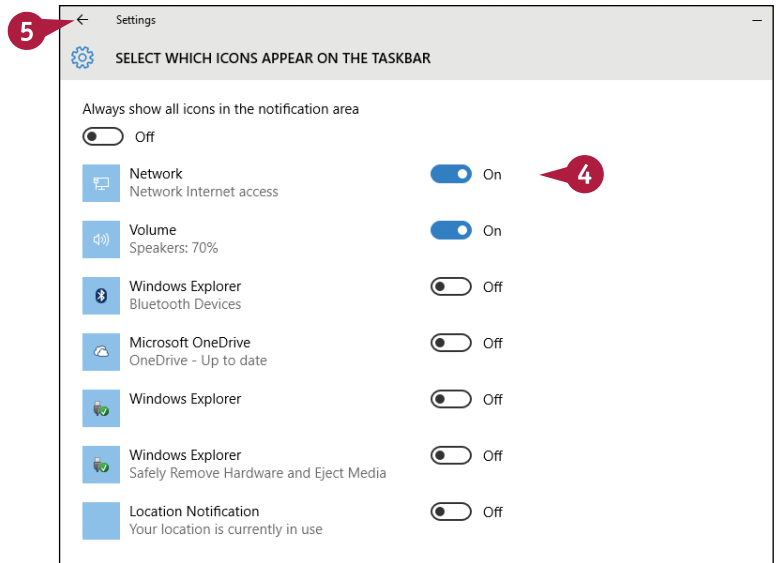 5
Settings
SELECT WHICH ICONS APPEAR ON THE TASKBAR
Always show all icons in the notification area
Off
Network
On
4
Network Internet access
Volume
On
Speakers: 70%
Windows Explorer
Off
Bluetooth Devices
Microsoft OneDrive
Off
OneDrive - Up to date
Windows Explorer
Off
Windows Explorer
Off
Safely Remove Hardware and Eject Media
Location Notification
Off
Your location is currently in use